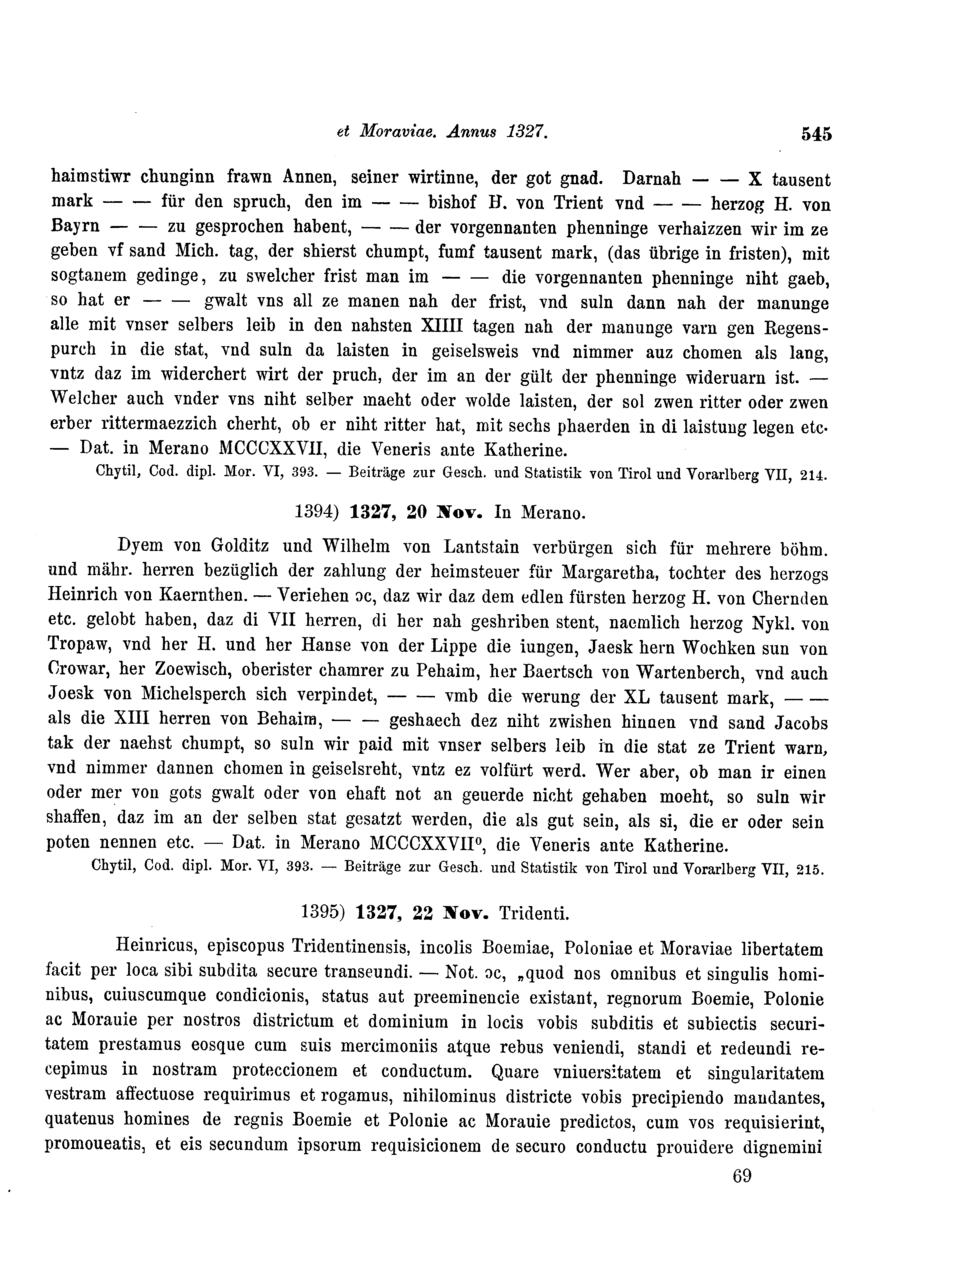 et Moraviae. Annus 1327. 545
haimstiwr chunginn frawn Annen, seiner wirtinne, der got gnad. Darnah — — X tausent
mark — — für den spruch, den im — — bishof H. von Trient vnd — — herzog H. von
Bayrn — — zu gesprochen habent, — — der vorgennanten phenninge verhaizzen wir im ze
geben vf sand Mich. tag, der shierst chumpt, fumf tausent mark, (das übrige in fristen), mit
sogtanem gedinge, zu swelcher frist man im — — die vorgennanten phenninge niht gaeb,
so hat er — — gwalt vns all ze manen nah der frist, vnd suln dann nah der manunge
alle mit vnser selbers leib in den nahsten XIIII tagen nah der manunge varn gen Regens-
purch in die stat, vnd suln da laisten in geiselsweis vnd nimmer auz chomen als lang,
vntz daz im widerchert wirt der pruch, der im an der gült der phenninge wideruarn ist. —
Welcher auch vnder vns niht selber maeht oder wolde laisten, der sol zwen ritter oder zwen
erber rittermaezzich cherht, ob er niht ritter hat, mit sechs phaerden in di laistung legen etc.
— Dat. in Merano MCCCXXVII, die Veneris ante Katherine.
Chytil, Cod. dipl. Mor. VI, 393. — Beiträge zur Gesch. und Statistik von Tirol und Vorarlberg VII, 214.
1394) 1327, 20 Nov. In Merano.
Dyem von Golditz und Wilhelm von Lantstain verbürgen sich für mehrere böhm.
und mähr. herren bezüglich der zahlung der heimsteuer für Margaretha, tochter des herzogs
Heinrich von Kaernthen. — Veriehen ɔc, daz wir daz dem edlen fürsten herzog H. von Chernden
etc. gelobt haben, daz di VII herren, di her nah geshriben stent, naemlich herzog Nykl. von
Tropaw, vnd her H. und her Hanse von der Lippe die iungen, Jaesk hern Wochken sun von
Crowar, her Zoewisch, oberister chamrer zu Pehaim, her Baertsch von Wartenberch, vnd auch
Joesk von Michelsperch sich verpindet, — — vmb die werung der XL tausent mark, — —
als die XIII herren von Behaim, — — geshaech dez niht zwishen hinnen vnd sand Jacobs
tak der naehst chumpt, so suln wir paid mit vnser selbers leib in die stat ze Trient warn,
vnd nimmer dannen chomen in geiselsreht, vntz ez volfürt werd. Wer aber, ob man ir einen
oder mer von gots gwalt oder von ehaft not an geuerde nicht gehaben moeht, so suln wir
shaffen, daz im an der selben stat gesatzt werden, die als gut sein, als si, die er oder sein
poten nennen etc. — Dat. in Merano MCCCXXVIIº, die Veneris ante Katherine.
Chytil, Cod. dipl. Mor. VI, 393. — Beiträge zur Gesch. und Statistik von Tirol und Vorarlberg VII, 215.
1395) 1327, 22 Nov. Tridenti.
Heinricus, episcopus Tridentinensis, incolis Boemiae, Poloniae et Moraviae libertatem
facit per loca sibi subdita secure transeundi. — Not. ɔc, „quod nos omnibus et singulis homi-
nibus, cuiuscumque condicionis, status aut preeminencie existant, regnorum Boemie, Polonie
ac Morauie per nostros districtum et dominium in locis vobis subditis et subiectis securi-
tatem prestamus eosque cum suis mercimoniis atque rebus veniendi, standi et redeundi re-
cepimus in nostram proteccionem et conductum. Quare vniuersitatem et singularitatem
vestram affectuose requirimus et rogamus, nihilominus districte vobis precipiendo mandantes,
quatenus homines de regnis Boemie et Polonie ac Morauie predictos, cum vos requisierint,
promoueatis, et eis secundum ipsorum requisicionem de securo conductu prouidere dignemini
69